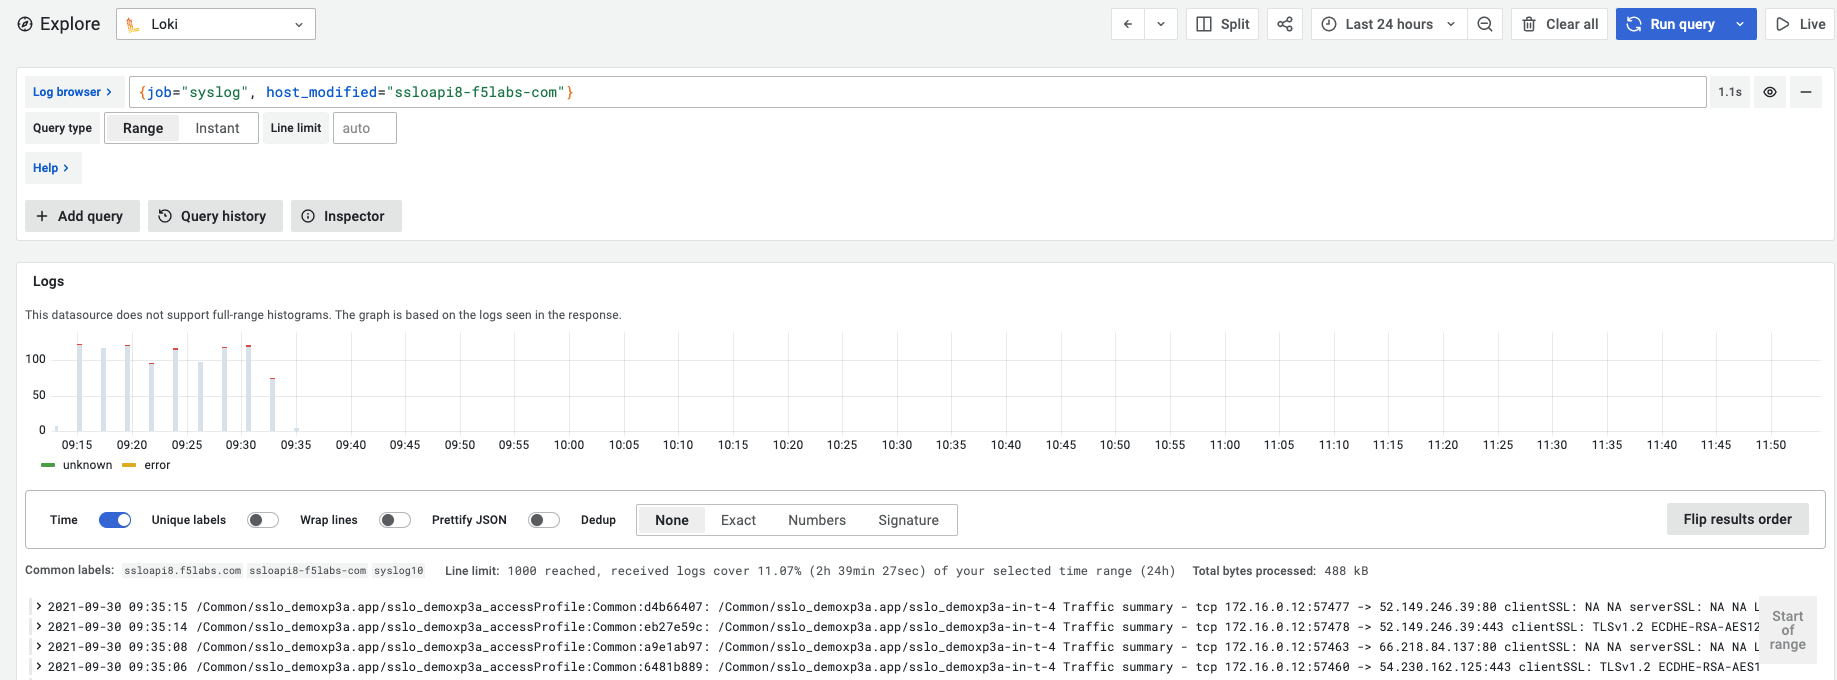 Explore Loki Split Last 24 hours Clear all Run query Live
Log browser > {job="syslog", host_modified="ssloapi8-f5labs-com"} 1.1s
Query type Range Instant Line limit auto
Help >
+ Add query Query history Inspector
Logs
This datasource does not support full-range histograms. The graph is based on the logs seen in the response.
100
50
0
09:15 09:20 09:25 09:30 09:35 09:40 09:45 09:50 09:55 10:00 10:05 10:10 10:15 10:20 10:25 10:30 10:35 10:40 10:45 10:50 10:55 11:00 11:05 11:10 11:15 11:20 11:25 11:30 11:35 11:40 11:45 11:50
unknown error
Time Unique labels Wrap lines Prettify JSON Dedup None Exact Numbers Signature Flip results order
Common labels: ssloapi8.f5labs.com ssloapi8-f5labs-com syslog10 Line limit: 1000 reached, received logs cover 11.07% (2h 39min 27sec) of your selected time range (24h) Total bytes processed: 488 kB
> 2021-09-30 09:35:15 /Common/sslo_demoxp3a.app/sslo_demoxp3a_accessProfile:Common:d4b66407: /Common/sslo_demoxp3a.app/sslo_demoxp3a-in-t-4 Traffic summary - tcp 172.16.0.12:57477 -> 52.149.246.39:80 clientSSL: NA NA serverSSL: NA NA L
> 2021-09-30 09:35:14 /Common/sslo_demoxp3a.app/sslo_demoxp3a_accessProfile:Common:eb27e59c: /Common/sslo_demoxp3a.app/sslo_demoxp3a-in-t-4 Traffic summary - tcp 172.16.0.12:57478 -> 52.149.246.39:443 clientSSL: TLSv1.2 ECDHE-RSA-AES12
> 2021-09-30 09:35:08 /Common/sslo_demoxp3a.app/sslo_demoxp3a_accessProfile:Common:a9e1ab97: /Common/sslo_demoxp3a.app/sslo_demoxp3a-in-t-4 Traffic summary - tcp 172.16.0.12:57463 -> 66.218.84.137:80 clientSSL: NA NA serverSSL: NA NA L
> 2021-09-30 09:35:06 /Common/sslo_demoxp3a.app/sslo_demoxp3a_accessProfile:Common:6481b889: /Common/sslo_demoxp3a.app/sslo_demoxp3a-in-t-4 Traffic summary - tcp 172.16.0.12:57460 -> 54.230.162.125:443 clientSSL: TLSv1.2 ECDHE-RSA-AES1
Start
of
range